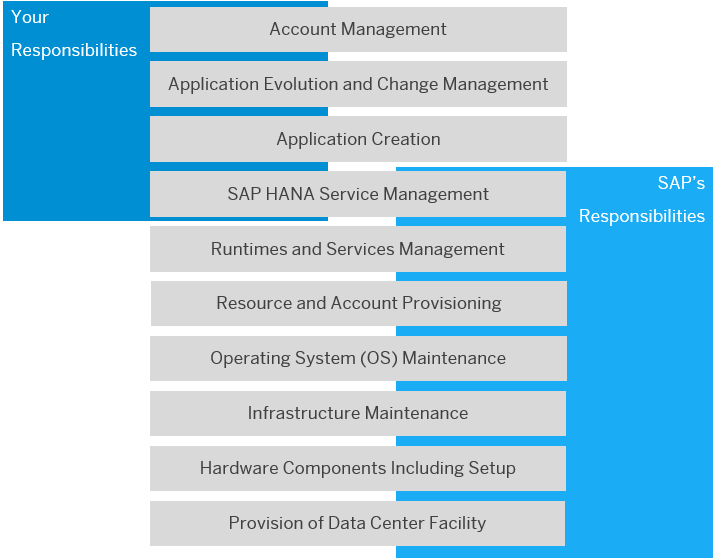 Your
Responsibilities
Account Management
Application Evolution and Change Management
Application Creation
SAP HANA Service Management
SAP’s
Responsibilities
Runtimes and Services Management
Resource and Account Provisioning
Operating System (OS) Maintenance
Infrastructure Maintenance
Hardware Components Including Setup
Provision of Data Center Facility